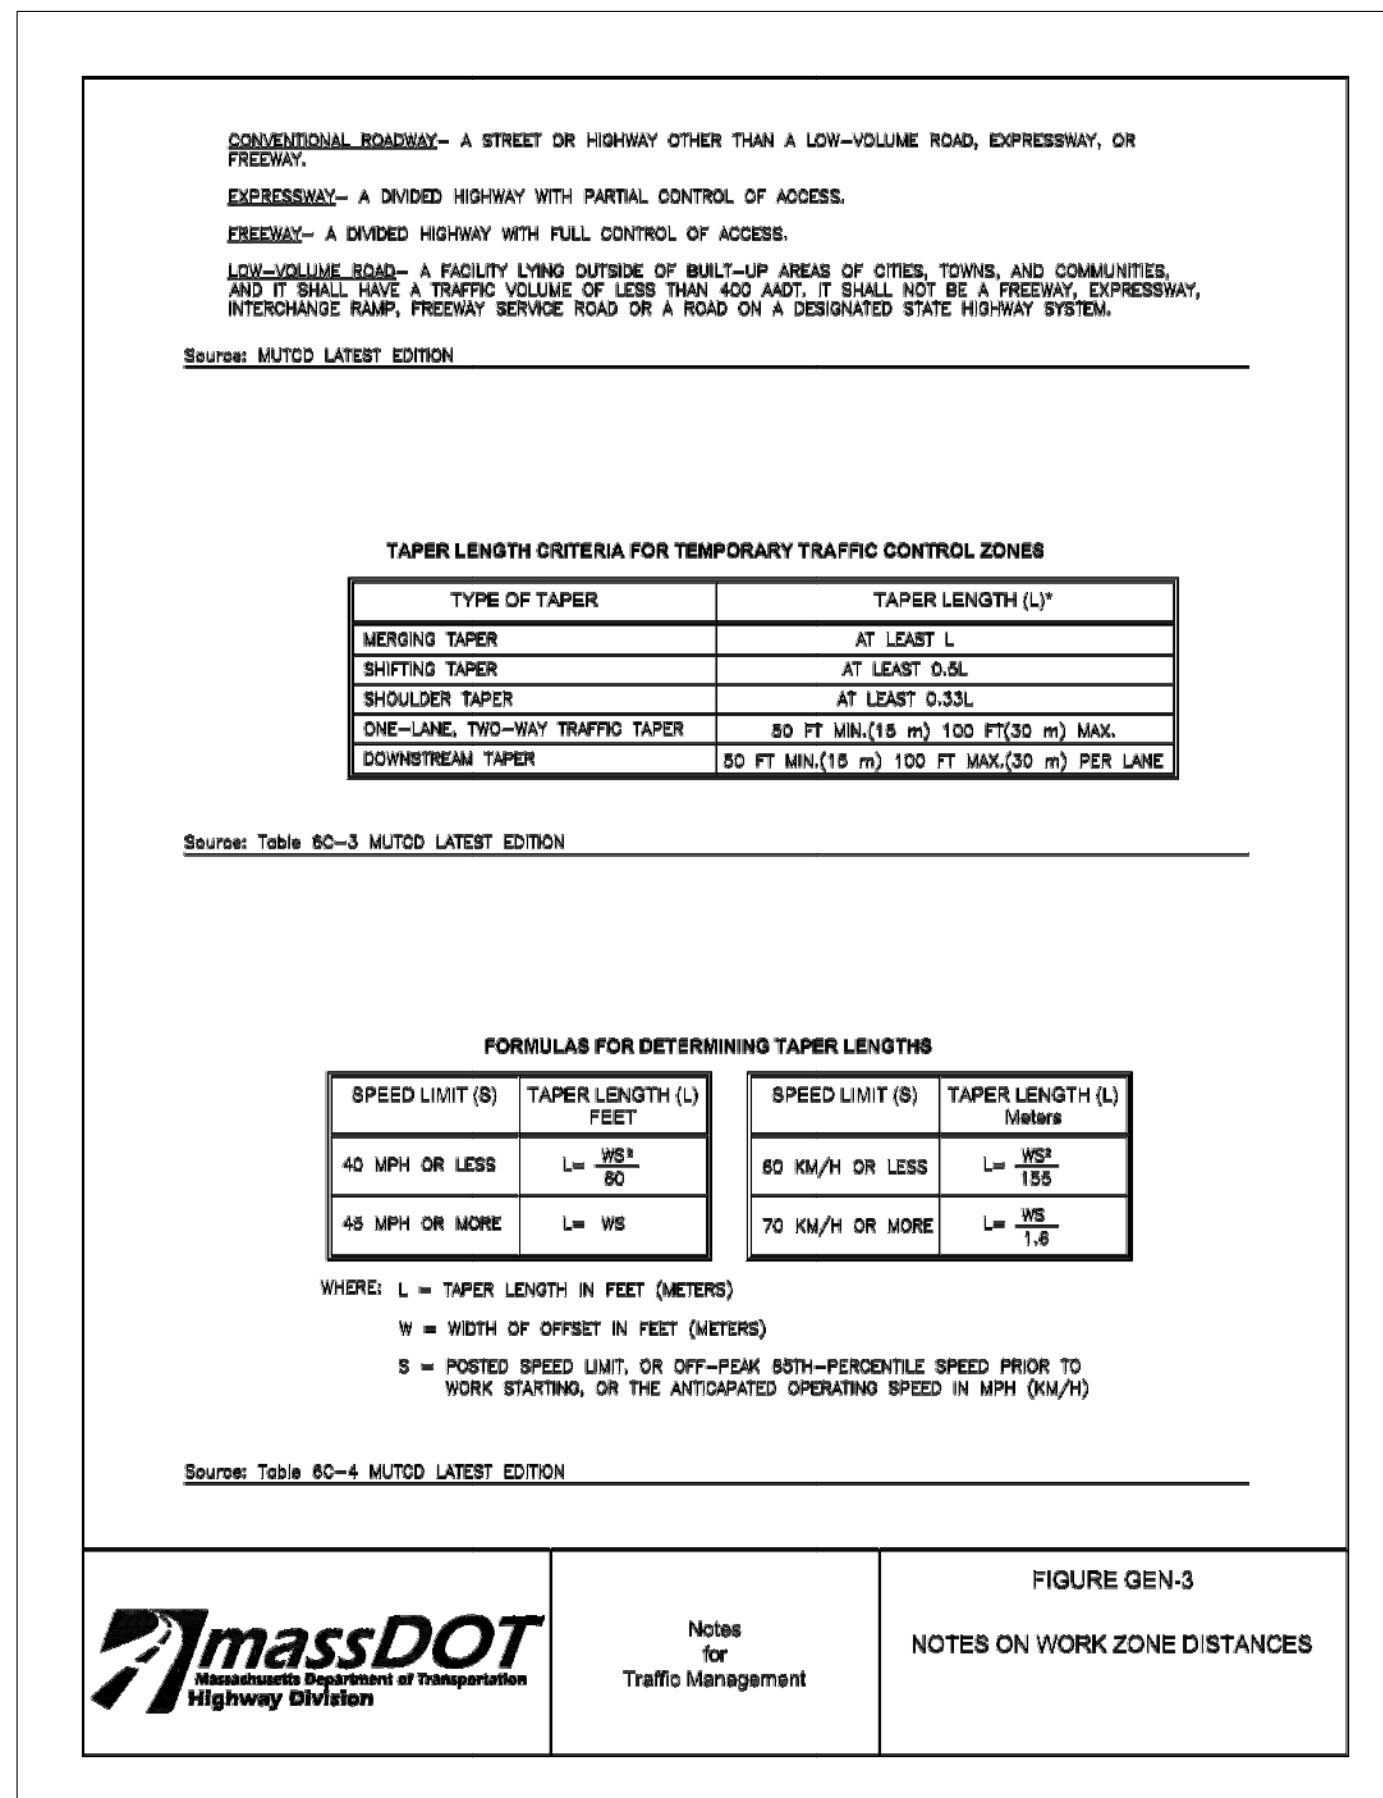 CONVENTIONAL ROADWAY– A STREET OR HIGHWAY OTHER THAN A LOW–VOLUME ROAD, EXPRESSWAY, OR
FREEWAY.
EXPRESSWAY– A DIVIDED HIGHWAY WITH PARTIAL CONTROL OF ACCESS.
FREEWAY– A DIVIDED HIGHWAY WITH FULL CONTROL OF ACCESS.
LOW–VOLUME ROAD– A FACILITY LYING OUTSIDE OF BUILT–UP AREAS OF CITIES, TOWNS, AND COMMUNITIES,
AND IT SHALL HAVE A TRAFFIC VOLUME OF LESS THAN 400 AADT. IT SHALL NOT BE A FREEWAY, EXPRESSWAY,
INTERCHANGE RAMP, FREEWAY SERVICE ROAD OR A ROAD ON A DESIGNATED STATE HIGHWAY SYSTEM.
Source: MUTCD LATEST EDITION
TAPER LENGTH CRITERIA FOR TEMPORARY TRAFFIC CONTROL ZONES
TYPE OF TAPER TAPER LENGTH (L)*
MERGING TAPER AT LEAST L
SHIFTING TAPER AT LEAST 0.5L
SHOULDER TAPER AT LEAST 0.33L
ONE–LANE, TWO–WAY TRAFFIC TAPER 50 FT MIN.(15 m) 100 FT(30 m) MAX.
DOWNSTREAM TAPER 50 FT MIN.(15 m) 100 FT MAX.(30 m) PER LANE
Source: Table 6C–3 MUTCD LATEST EDITION
FORMULAS FOR DETERMINING TAPER LENGTHS
SPEED LIMIT (S) TAPER LENGTH (L) FEET
40 MPH OR LESS L= WS²/60
45 MPH OR MORE L= WS
SPEED LIMIT (S) TAPER LENGTH (L) Meters
60 KM/H OR LESS L= WS²/155
70 KM/H OR MORE L= WS/1.6
WHERE: L = TAPER LENGTH IN FEET (METERS)
W = WIDTH OF OFFSET IN FEET (METERS)
S = POSTED SPEED LIMIT, OR OFF–PEAK 85TH–PERCENTILE SPEED PRIOR TO
WORK STARTING, OR THE ANTICAPATED OPERATING SPEED IN MPH (KM/H)
Source: Table 6C–4 MUTCD LATEST EDITION
massDOT
Massachusetts Department of Transportation
Highway Division
Notes
for
Traffic Management
FIGURE GEN-3
NOTES ON WORK ZONE DISTANCES